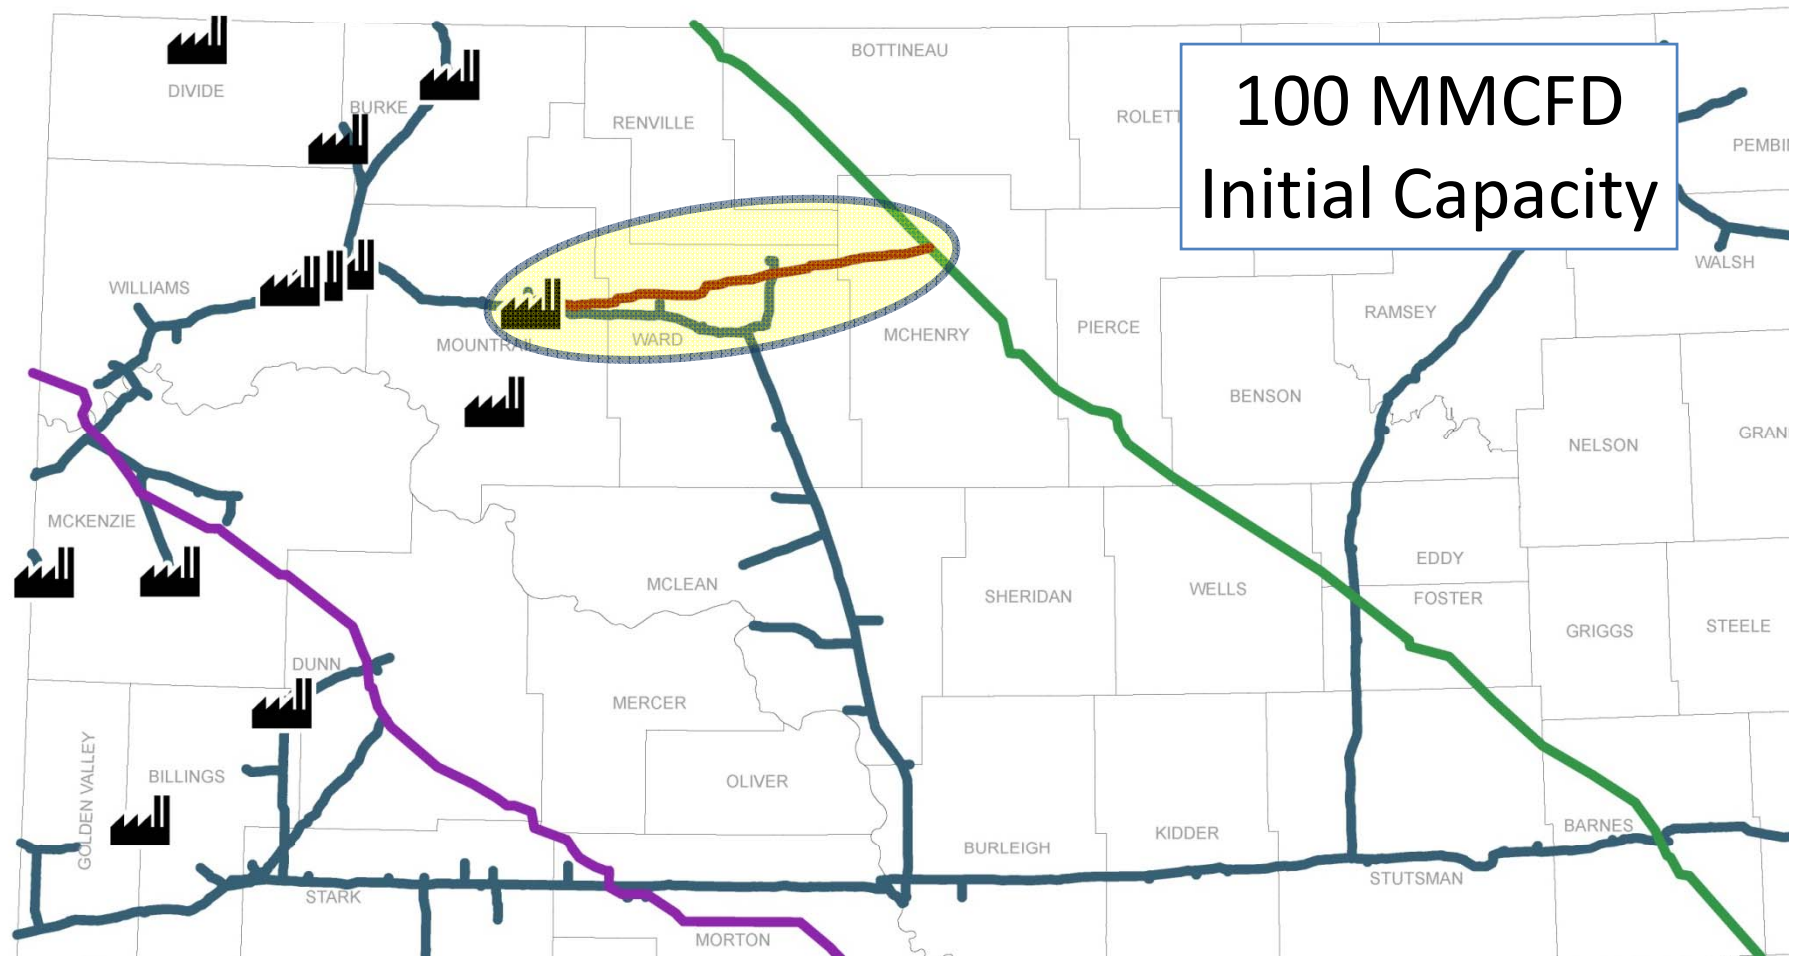 BOTTINEAU
100 MMCFD
Initial Capacity
DIVIDE
BURKE
RENVILLE
ROLETT
PEMBI
WALSH
WILLIAMS
MOUNTRAIL
WARD
MCHENRY
PIERCE
RAMSEY
BENSON
NELSON
GRAN
MCKENZIE
MCLEAN
SHERIDAN
WELLS
EDDY
FOSTER
GRIGGS
STEELE
DUNN
MERCER
GOLDEN VALLEY
BILLINGS
OLIVER
BURLEIGH
KIDDER
BARNES
STARK
STUTSMAN
MORTON